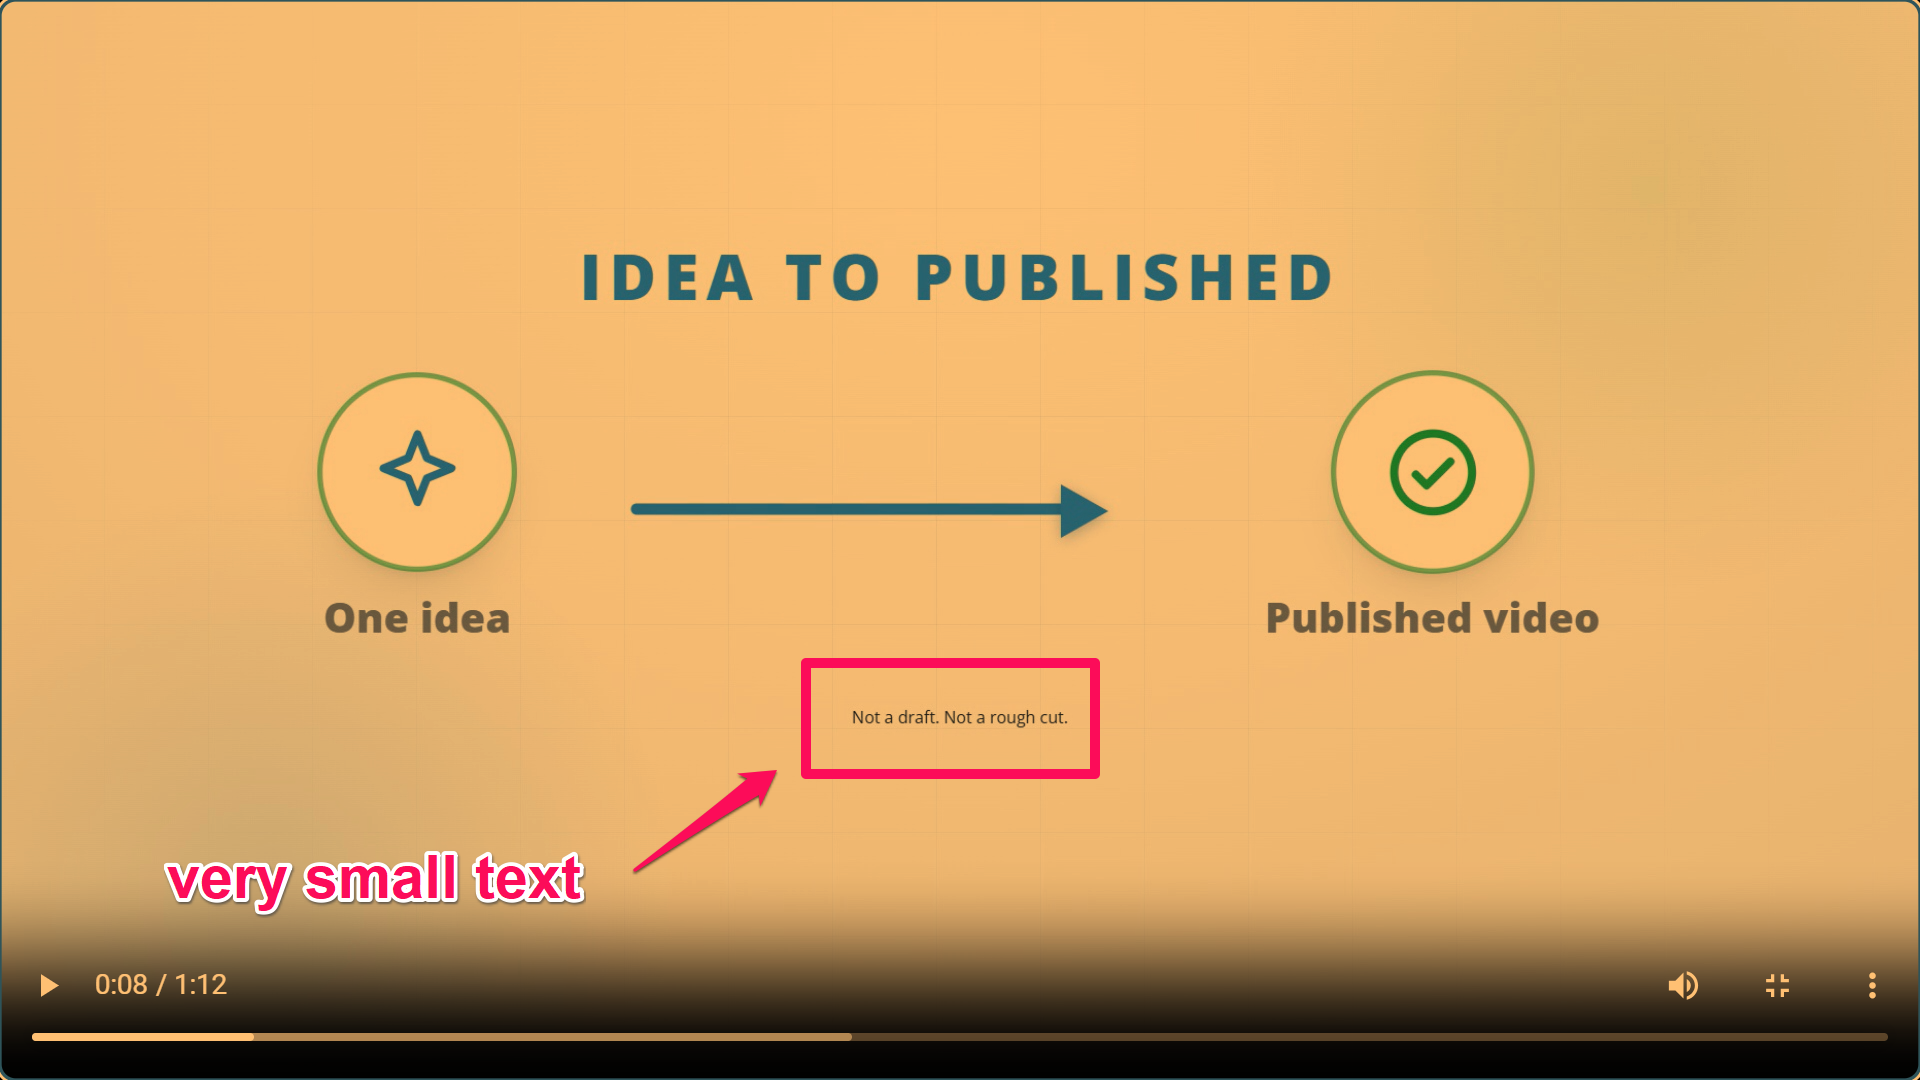 IDEA TO PUBLISHED
One idea
Published video
Not a draft. Not a rough cut.
very small text
0:08 / 1:12